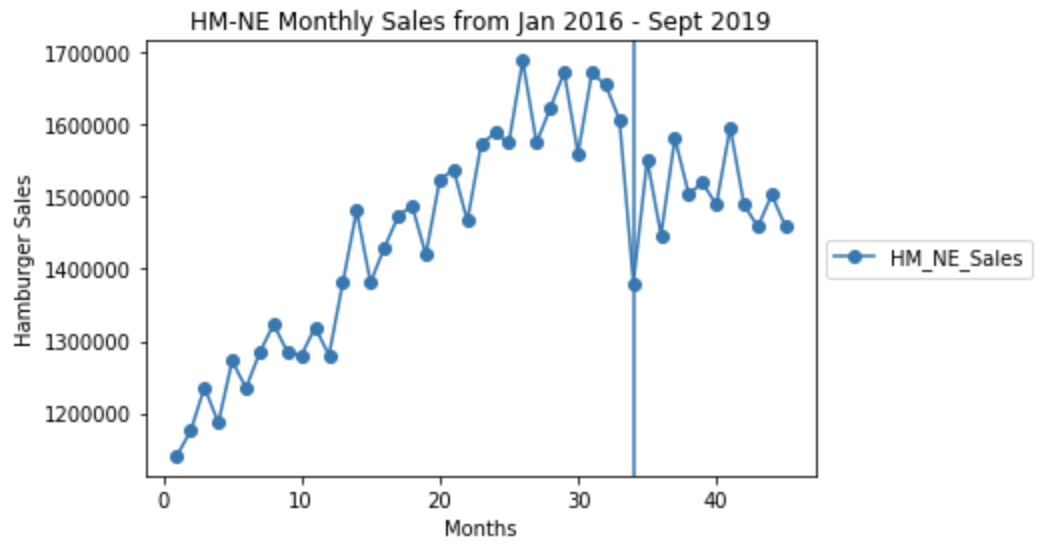 HM-NE Monthly Sales from Jan 2016 - Sept 2019
1700000
1600000
1500000
1400000
1300000
1200000
Hamburger Sales
0 10 20 30 40
Months
HM_NE_Sales